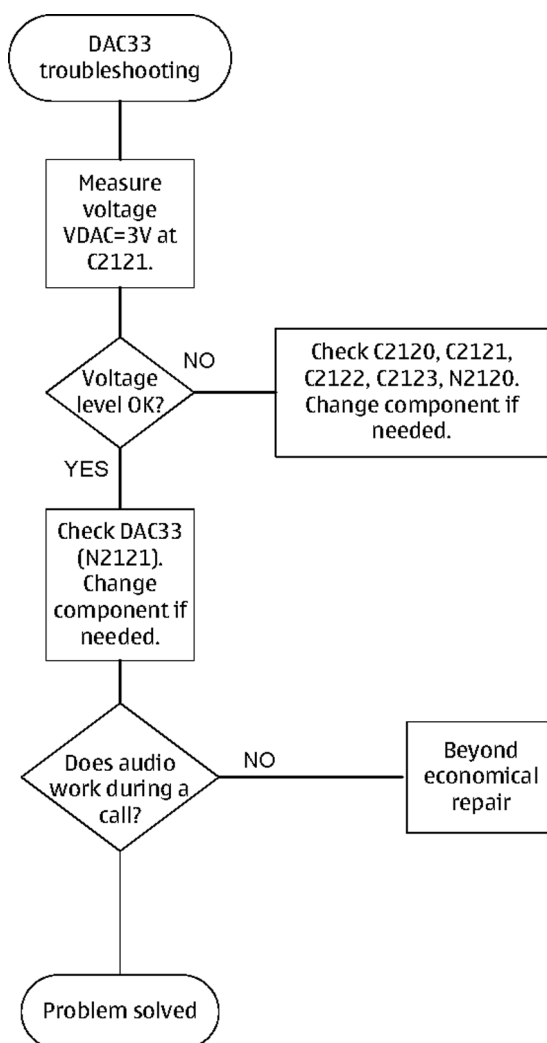 DAC33
troubleshooting
Measure
voltage
VDAC=3V at
C2121.
Voltage
level OK?
NO
Check C2120, C2121,
C2122, C2123, N2120.
Change component if
needed.
YES
Check DAC33
(N2121).
Change
component if
needed.
Does audio
work during a
call?
NO
Beyond
economical
repair
Problem solved